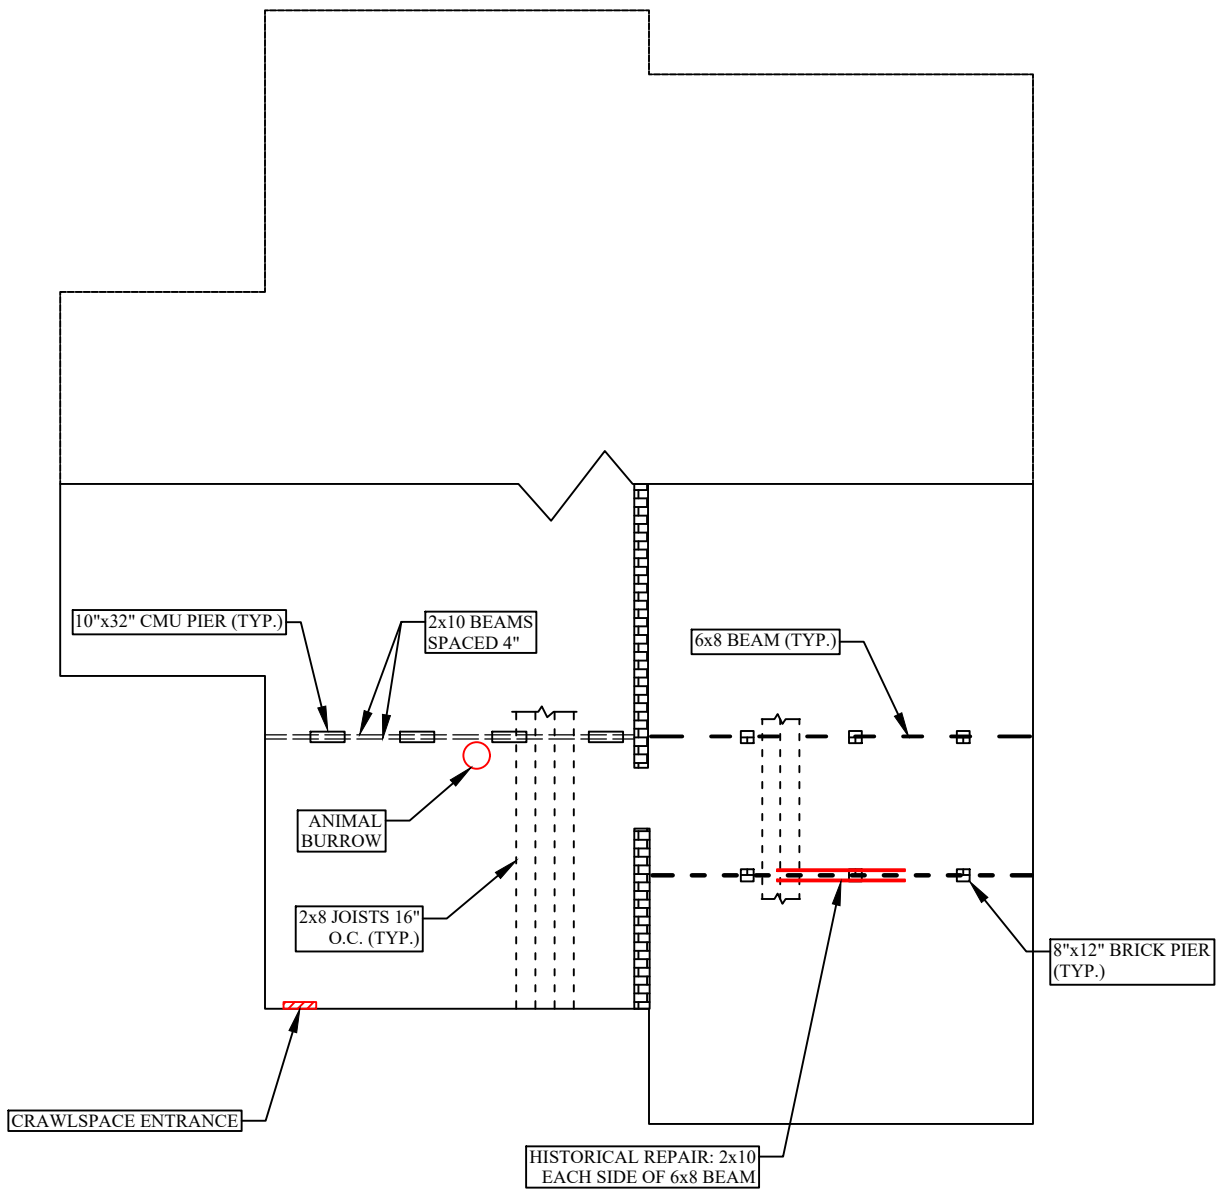 10"x32" CMU PIER (TYP.)
2x10 BEAMS
SPACED 4"
6x8 BEAM (TYP.)
ANIMAL
BURROW
2x8 JOISTS 16"
O.C. (TYP.)
8"x12" BRICK PIER
(TYP.)
CRAWLSPACE ENTRANCE
HISTORICAL REPAIR: 2x10
EACH SIDE OF 6x8 BEAM